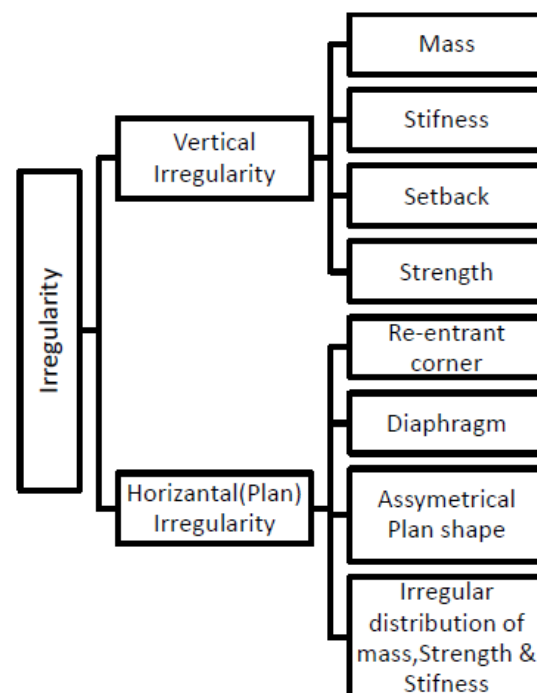 Irregularity
Vertical
Irregularity
Mass
Stifness
Setback
Strength
Horizantal(Plan)
Irregularity
Re-entrant
corner
Diaphragm
Assymetrical
Plan shape
Irregular
distribution of
mass,Strength &
Stifness